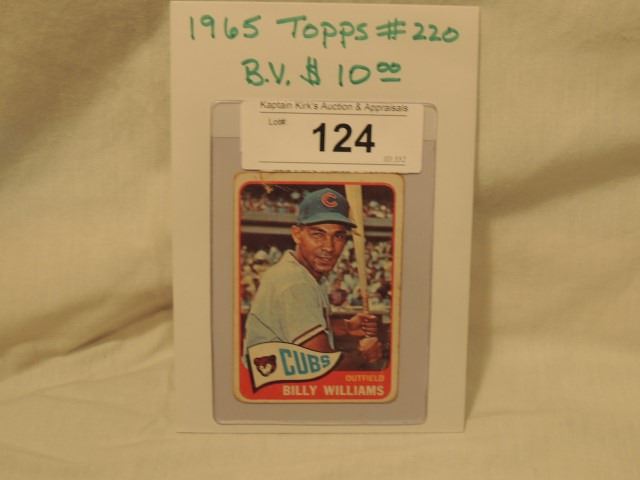 1965 Topps #220
B.V. $10.00
Kaptain Kirk's Auction & Appraisals
Lot#:
124
C
CUBS
OUTFIELD
BILLY WILLIAMS